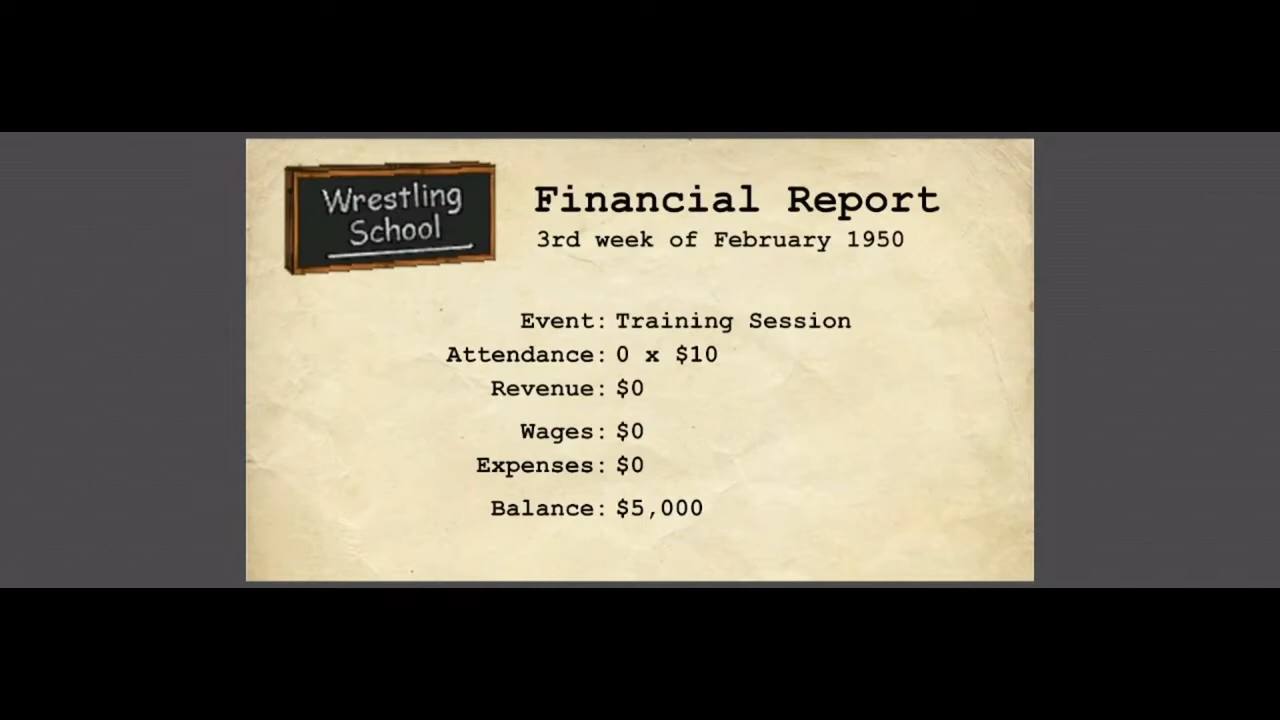 Wrestling
School
Financial Report
3rd week of February 1950
Event: Training Session
Attendance: 0 x $10
Revenue: $0
Wages: $0
Expenses: $0
Balance: $5,000